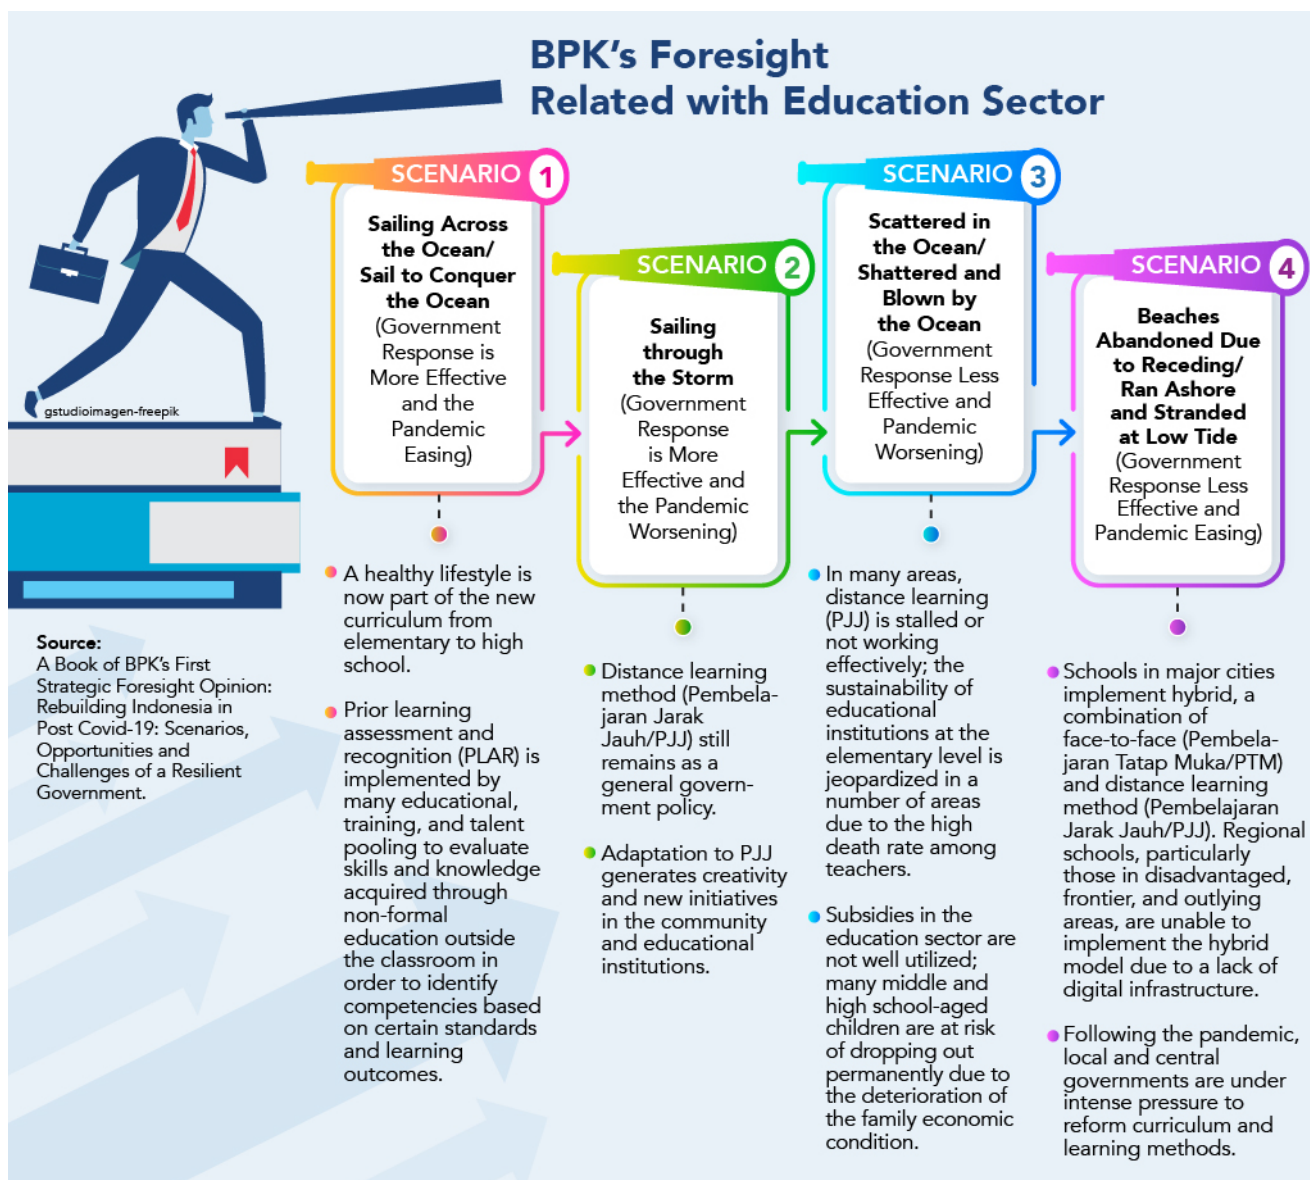 BPK's Foresight
Related with Education Sector
SCENARIO 1
Sailing Across
the Ocean/
Sail to Conquer
the Ocean
(Government
Response is
More Effective
and the
Pandemic
Easing)
A healthy lifestyle is
now part of the new
curriculum from
elementary to high
school.
Prior learning
assessment and
recognition (PLAR) is
implemented by
many educational,
training, and talent
pooling to evaluate
skills and knowledge
acquired through
non-formal
education outside
the classroom in
order to identify
competencies based
on certain standards
and learning
outcomes.
SCENARIO 2
Sailing
through
the Storm
(Government
Response
is More
Effective and
the Pandemic
Worsening)
Distance learning
method (Pembela-
jaran Jarak
Jauh/PJJ) still
remains as a
general govern-
ment policy.
Adaptation to PJJ
generates creativity
and new initiatives
in the community
and educational
institutions.
SCENARIO 3
Scattered in
the Ocean/
Shattered and
Blown by
the Ocean
(Government
Response Less
Effective and
Pandemic
Worsening)
In many areas,
distance learning
(PJJ) is stalled or
not working
effectively; the
sustainability of
educational
institutions at the
elementary level is
jeopardized in a
number of areas
due to the high
death rate among
teachers.
Subsidies in the
education sector are
not well utilized;
many middle and
high school-aged
children are at risk
of dropping out
permanently due to
the deterioration of
the family economic
condition.
SCENARIO 4
Beaches
Abandoned Due
to Receding/
Ran Ashore
and Stranded
at Low Tide
(Government
Response Less
Effective and
Pandemic Easing)
Schools in major cities
implement hybrid, a
combination of
face-to-face (Pembela-
jaran Tatap Muka/PTM)
and distance learning
method (Pembelajaran
Jarak Jauh/PJJ). Regional
schools, particularly
those in disadvantaged,
frontier, and outlying
areas, are unable to
implement the hybrid
model due to a lack of
digital infrastructure.
Following the pandemic,
local and central
governments are under
intense pressure to
reform curriculum and
learning methods.
gstudioimagen-freepik
Source:
A Book of BPK's First
Strategic Foresight Opinion:
Rebuilding Indonesia in
Post Covid-19: Scenarios,
Opportunities and
Challenges of a Resilient
Government.